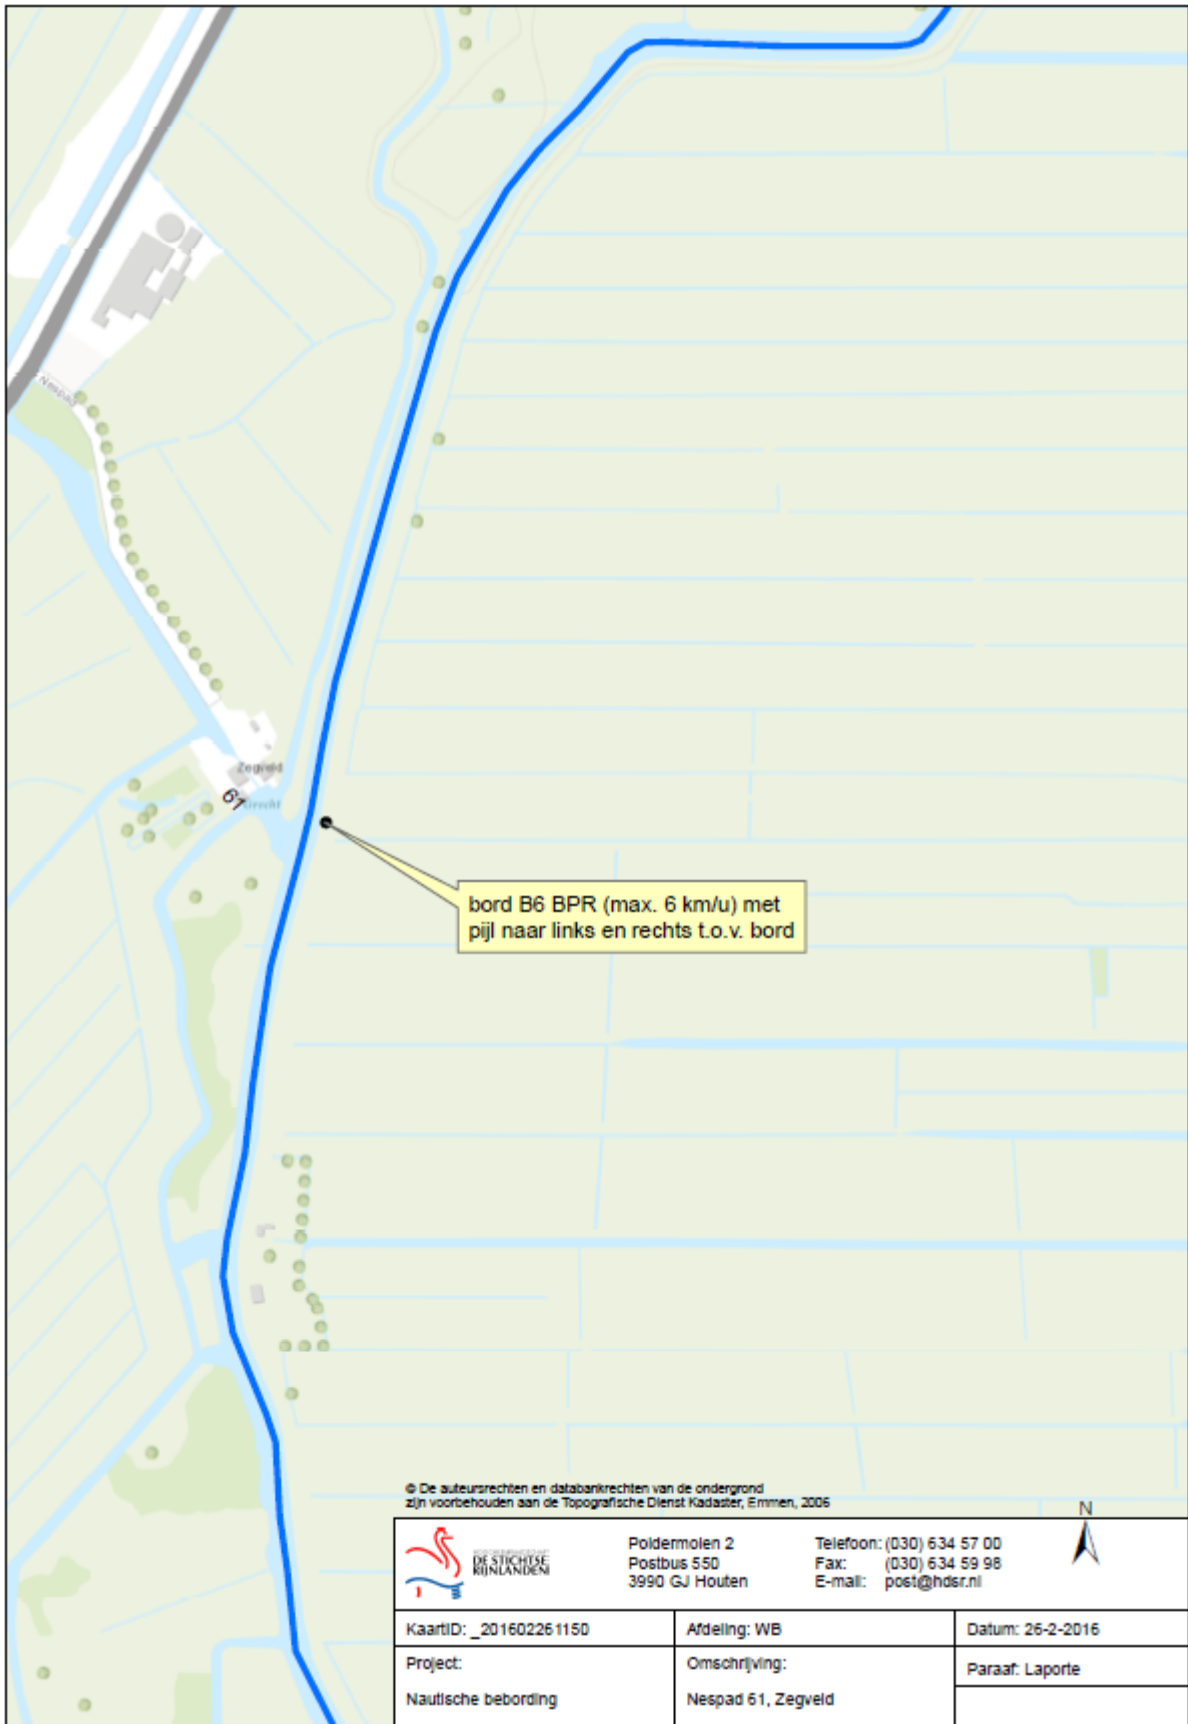 Nespad
Zegveld
61
Grecht
bord B6 BPR (max. 6 km/u) met
pijl naar links en rechts t.o.v. bord
© De auteursrechten en databankrechten van de ondergrond
zijn voorbehouden aan de Topografische Dienst Kadaster, Emmen, 2006
N
HOOGHEEMRAADSCHAP
DE STICHTSE
RIJNLANDEN
Poldermolen 2
Postbus 550
3990 GJ Houten
Telefoon: (030) 634 57 00
Fax: (030) 634 59 98
E-mail: post@hdsr.nl
KaartID: _201602261150
Afdeling: WB
Datum: 26-2-2016
Project:
Nautische bebording
Omschrijving:
Nespad 61, Zegveld
Paraaf: Laporte